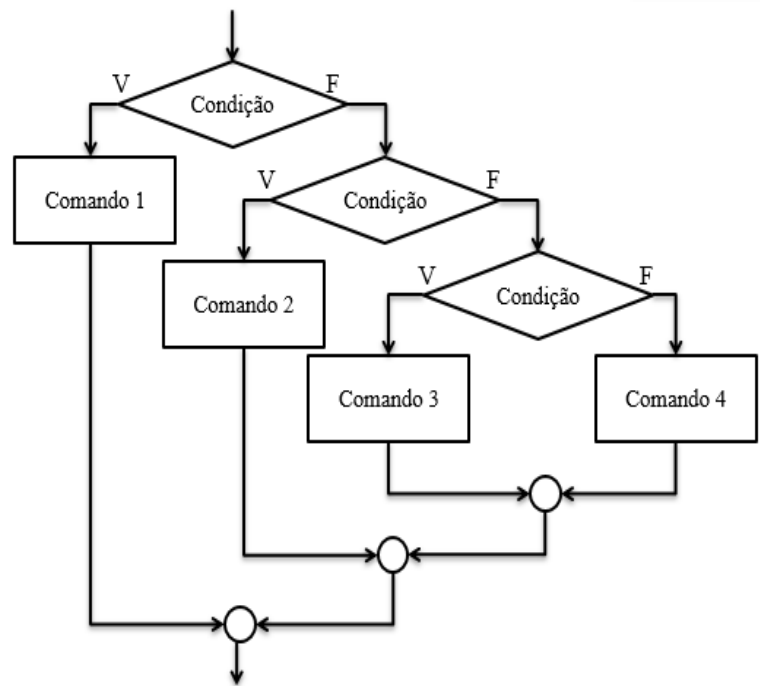 V F
Condição
Comando 1
V F
Condição
Comando 2
V F
Condição
Comando 3
Comando 4